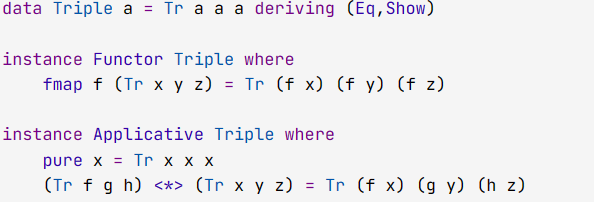 data Triple a = Tr a a a deriving (Eq,Show)
instance Functor Triple where
    fmap f (Tr x y z) = Tr (f x) (f y) (f z)
instance Applicative Triple where
    pure x = Tr x x x
    (Tr f g h) <*> (Tr x y z) = Tr (f x) (g y) (h z)